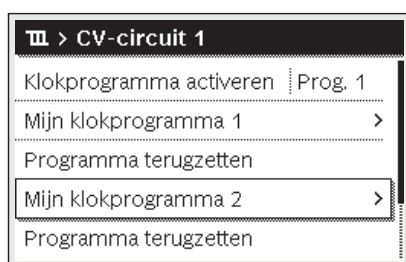 > CV-circuit 1
Klokprogramma activeren Prog. 1
Mijn klokprogramma 1 >
Programma terugzetten
Mijn klokprogramma 2 >
Programma terugzetten